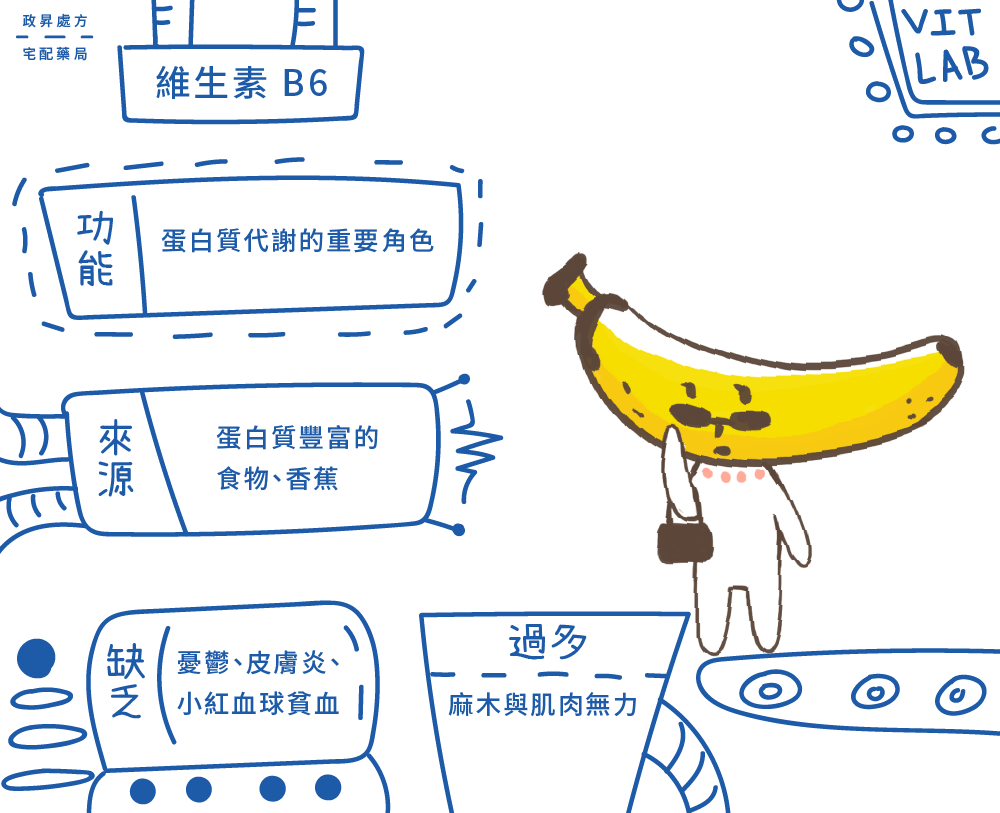 政昇處方
宅配藥局
VIT
LAB
維生素 B6
功能
蛋白質代謝的重要角色
來源
蛋白質豐富的
食物、香蕉
缺乏
憂鬱、皮膚炎、
小紅血球貧血
過多
麻木與肌肉無力